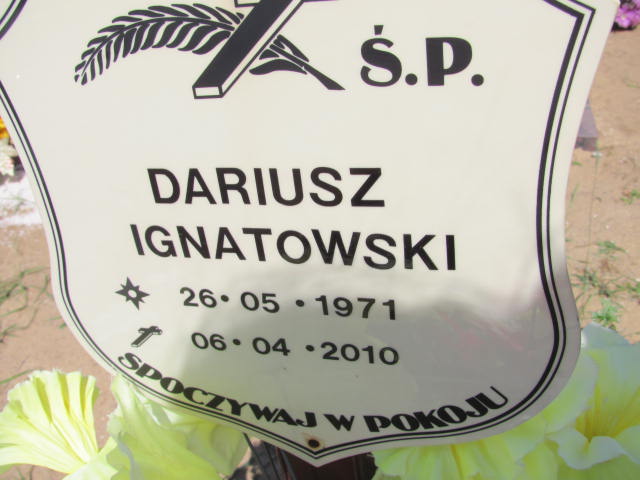 Ś.P.
DARIUSZ
IGNATOWSKI
26•05•1971
06•04•2010
SPOCZYWAJ W POKOJU